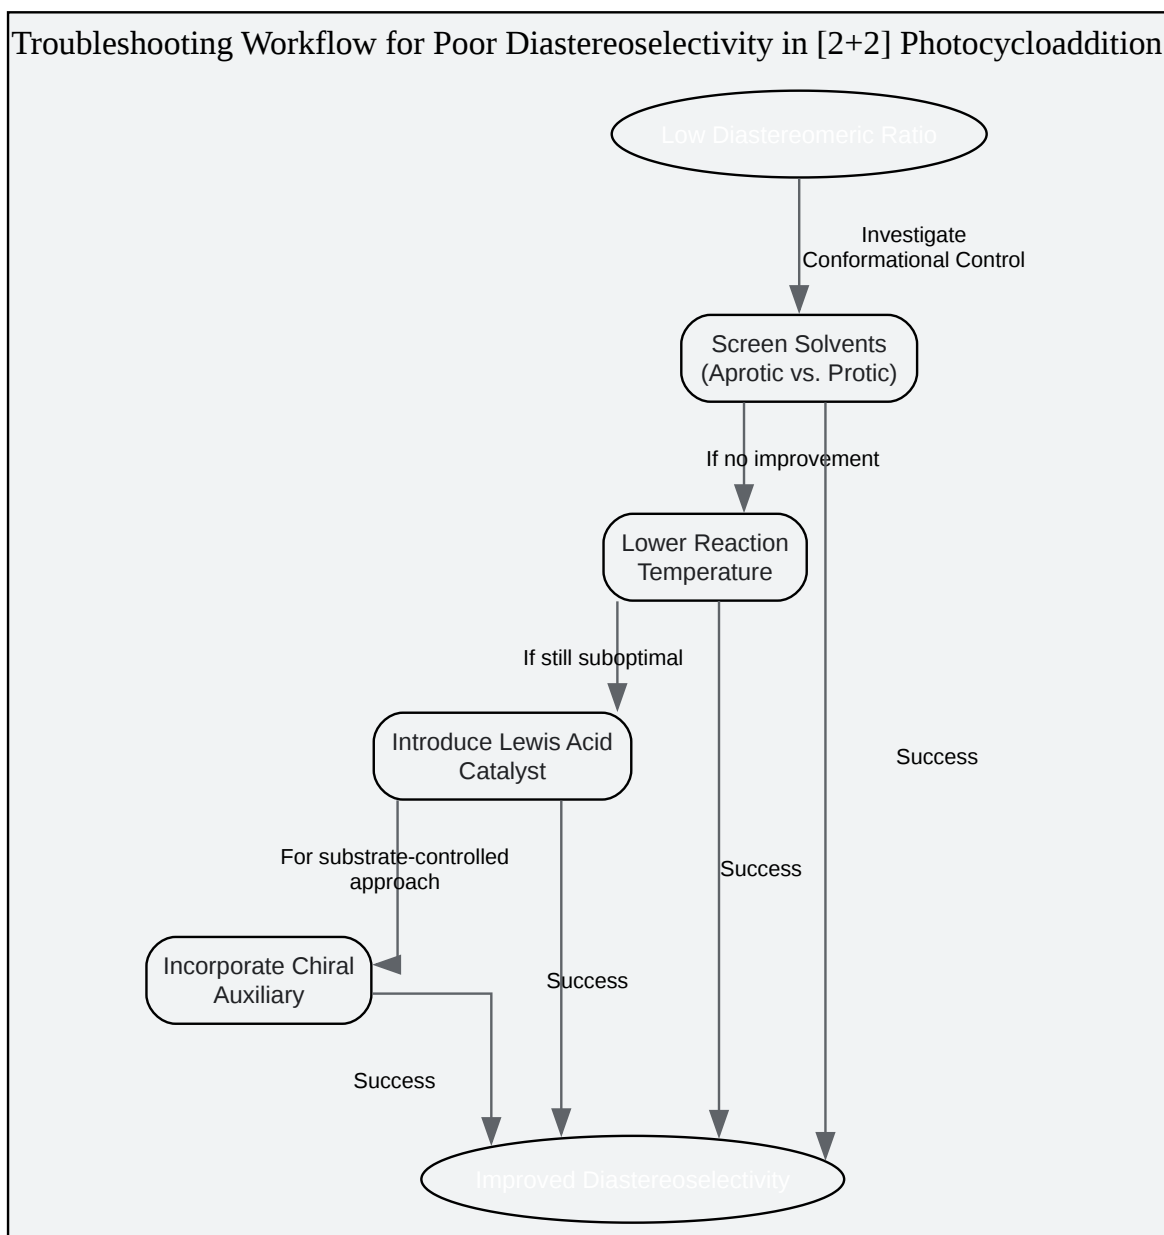 Troubleshooting Workflow for Poor Diastereoselectivity in [2+2] Photocycloaddition
Low Diastereomeric Ratio
Investigate
Conformational Control
Screen Solvents
(Aprotic vs. Protic)
If no improvement
Lower Reaction
Temperature
If still suboptimal
Introduce Lewis Acid
Catalyst
Success
For substrate-controlled
approach
Success
Incorporate Chiral
Auxiliary
Success
Success
Improved Diastereoselectivity